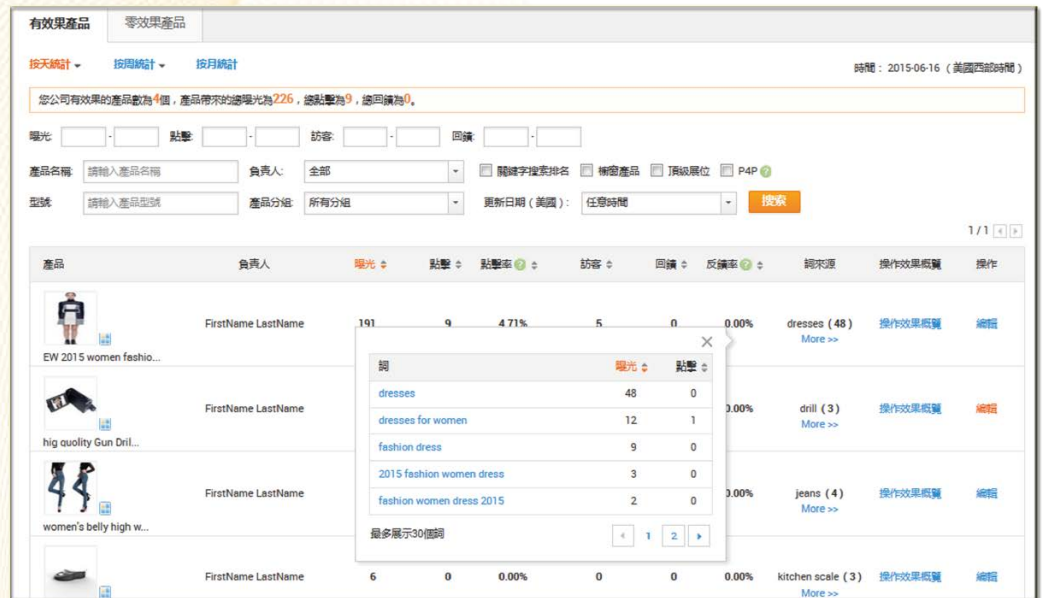 有效果產品 零效果產品
按天統計 按周統計 按月統計
時間：2015-06-16（美國西部時間）
您公司有效果的產品數為4個，產品帶來的總曝光為226，總點擊為9，總回饋為0。
曝光: - 點擊: - 訪客: - 回饋: -
產品名稱: 請輸入產品名稱 負責人: 全部 關鍵字搜索排名 櫥窗產品 頂級展位 P4P ?
型號: 請輸入產品型號 產品分組: 所有分組 更新日期（美國）: 任意時間 搜索
1 / 1
產品 負責人 曝光 點擊 點擊率 ? 訪客 回饋 反饋率 ? 詞來源 操作效果概覽 操作
FirstName LastName 191 9 4.71% 5 0 0.00% dresses (48) 操作效果概覽 編輯
More >>
EW 2015 women fashio...
FirstName LastName 0.00% drill (3) 操作效果概覽 編輯
More >>
hig quolity Gun Dril...
FirstName LastName 0.00% jeans (4) 操作效果概覽 編輯
More >>
women's belly high w...
FirstName LastName 6 0 0.00% 0 0 0.00% kitchen scale (3) 操作效果概覽 編輯
More >>
詞 曝光 點擊
dresses 48 0
dresses for women 12 1
fashion dress 9 0
2015 fashion women dress 3 0
fashion women dress 2015 2 0
最多展示30個詞 1 2